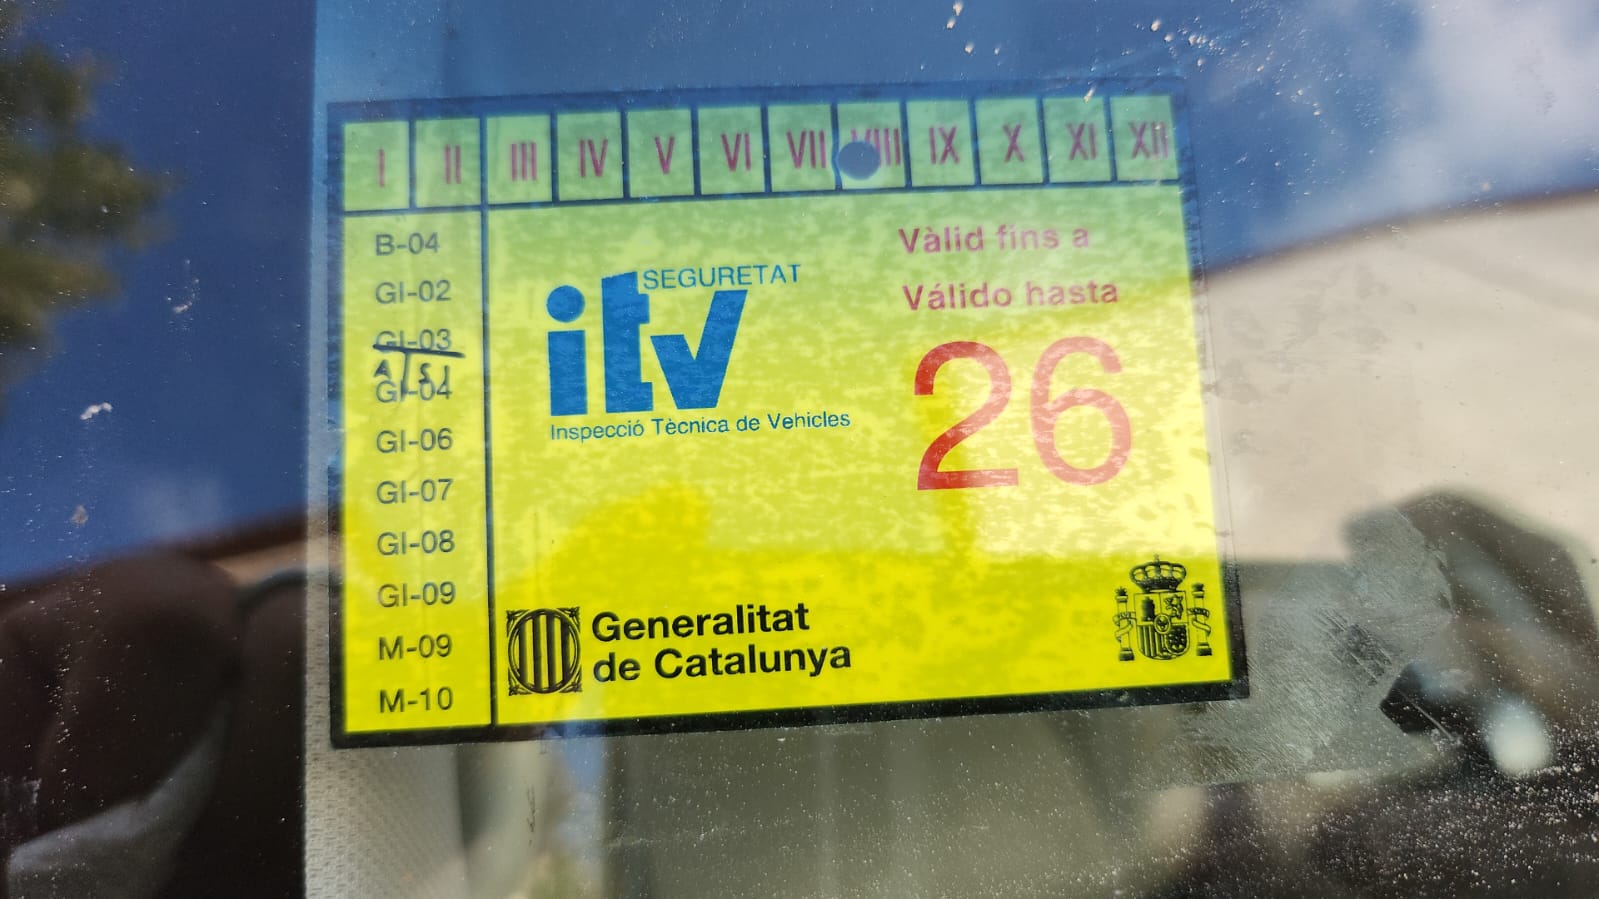 I II III IV V VI VII VIII IX X XI XII
B-04
GI-02
GI-03
GI-04
GI-06
GI-07
GI-08
GI-09
M-09
M-10
SEGURETAT
itv
Inspecció Tècnica de Vehicles
Vàlid fins a
Válido hasta
26
Generalitat
de Catalunya